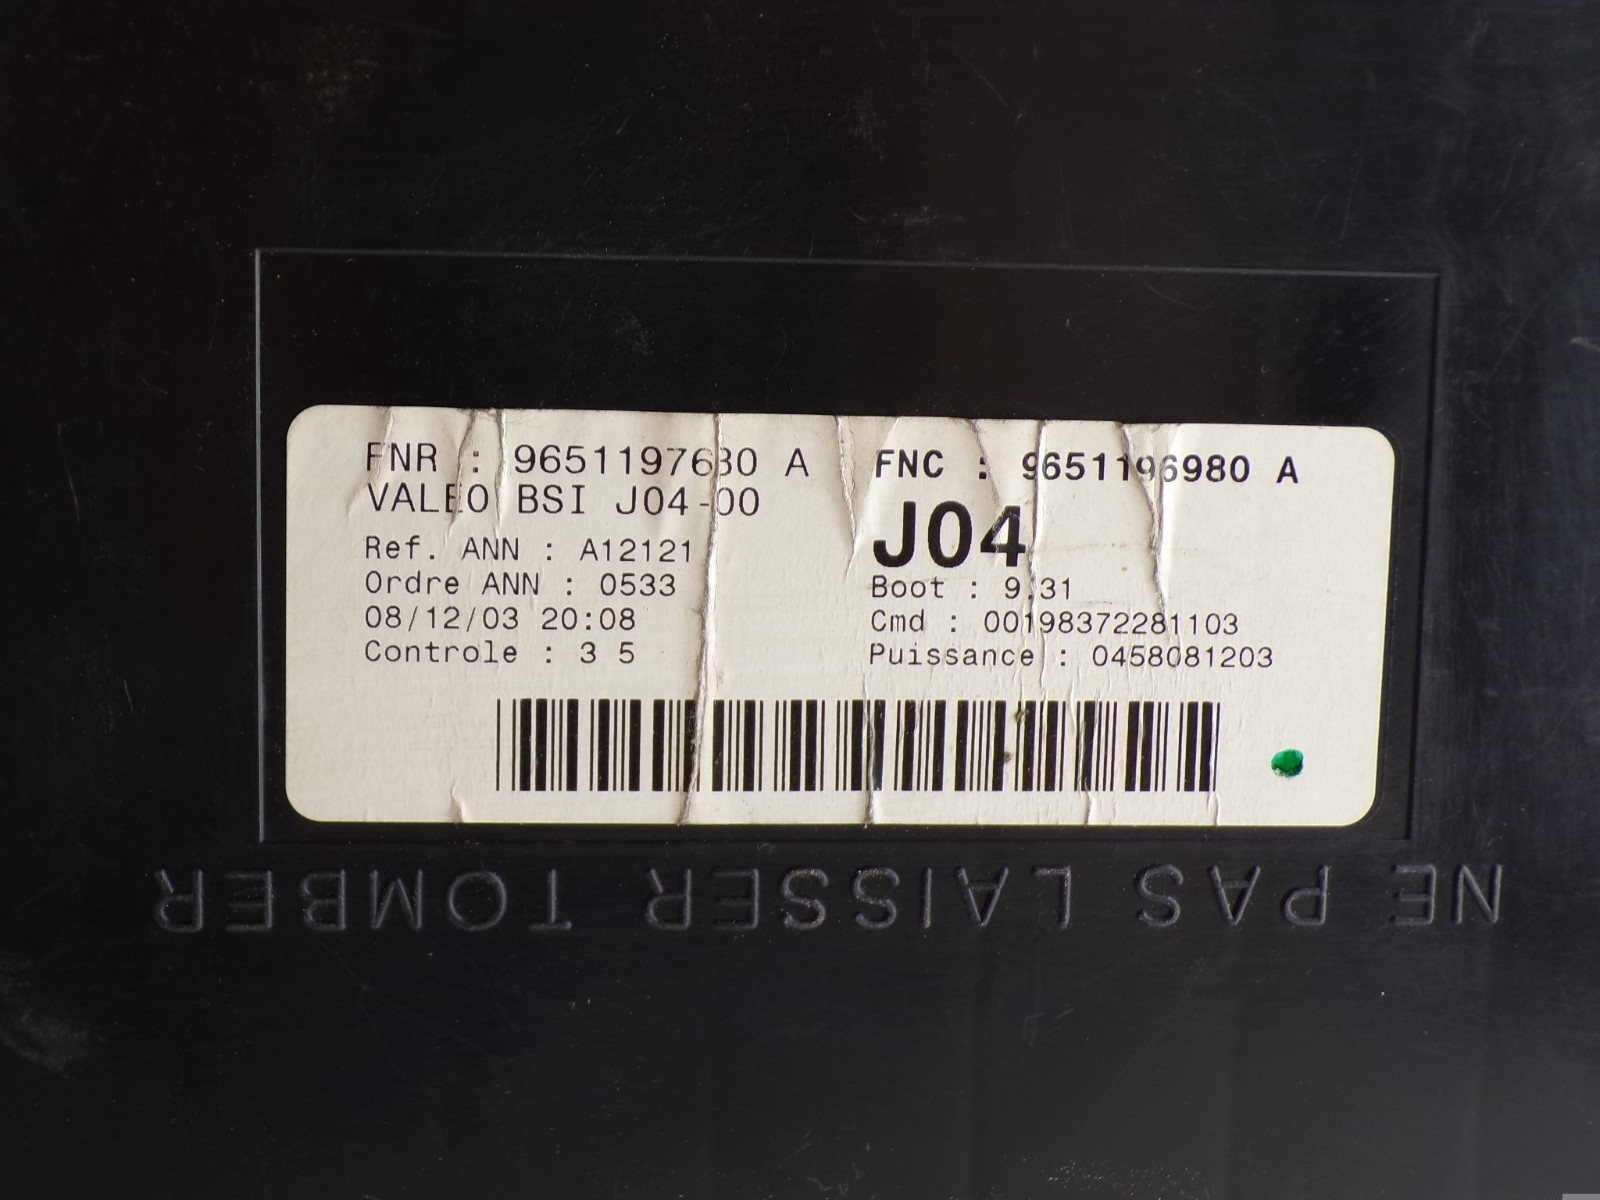 FNR : 9651197680 A
VALEO BSI J04-00
Ref. ANN : A12121
Ordre ANN : 0533
08/12/03 20:08
Controle : 3 5
FNC : 9651196980 A
J04
Boot : 9.31
Cmd : 00198372281103
Puissance : 0458081203
NE PAS LAISSER TOMBER